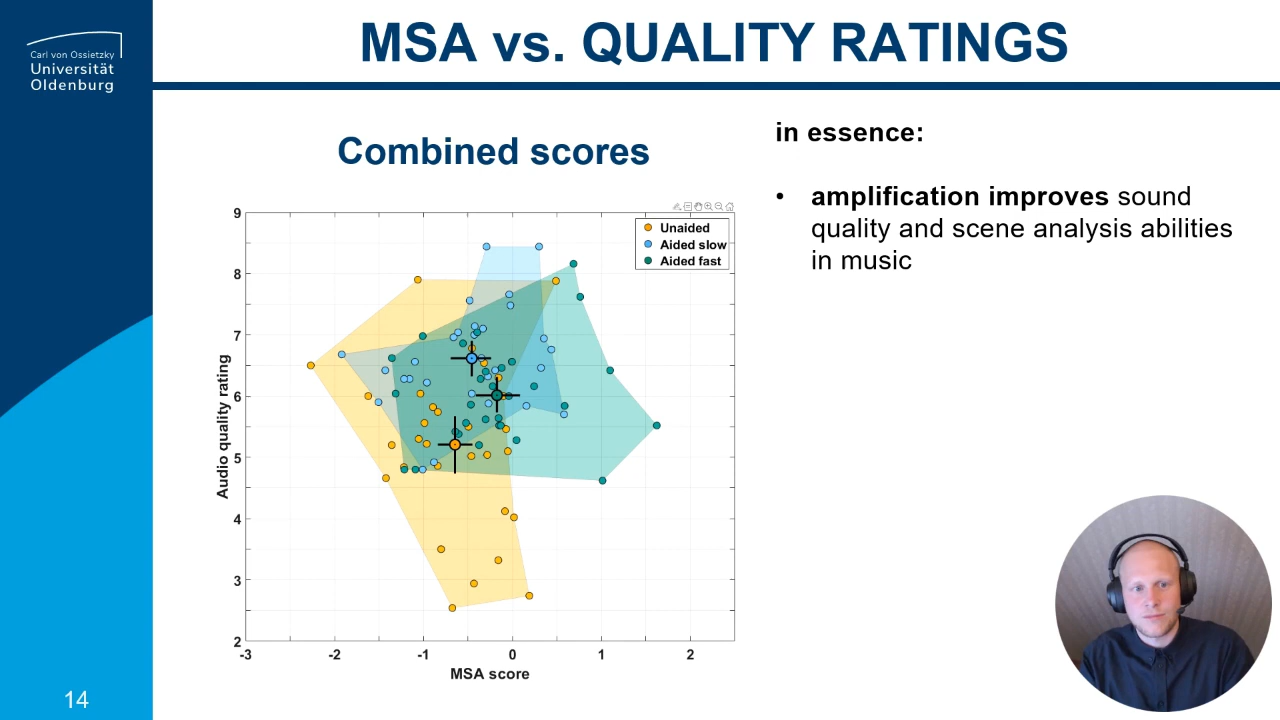 Carl von Ossietzky
Universität
Oldenburg
MSA vs. QUALITY RATINGS
Combined scores
9
8
7
6
5
4
3
2
-3 -2 -1 0 1 2
Audio quality rating
MSA score
Unaided
Aided slow
Aided fast
in essence:
• amplification improves sound
quality and scene analysis abilities
in music
14